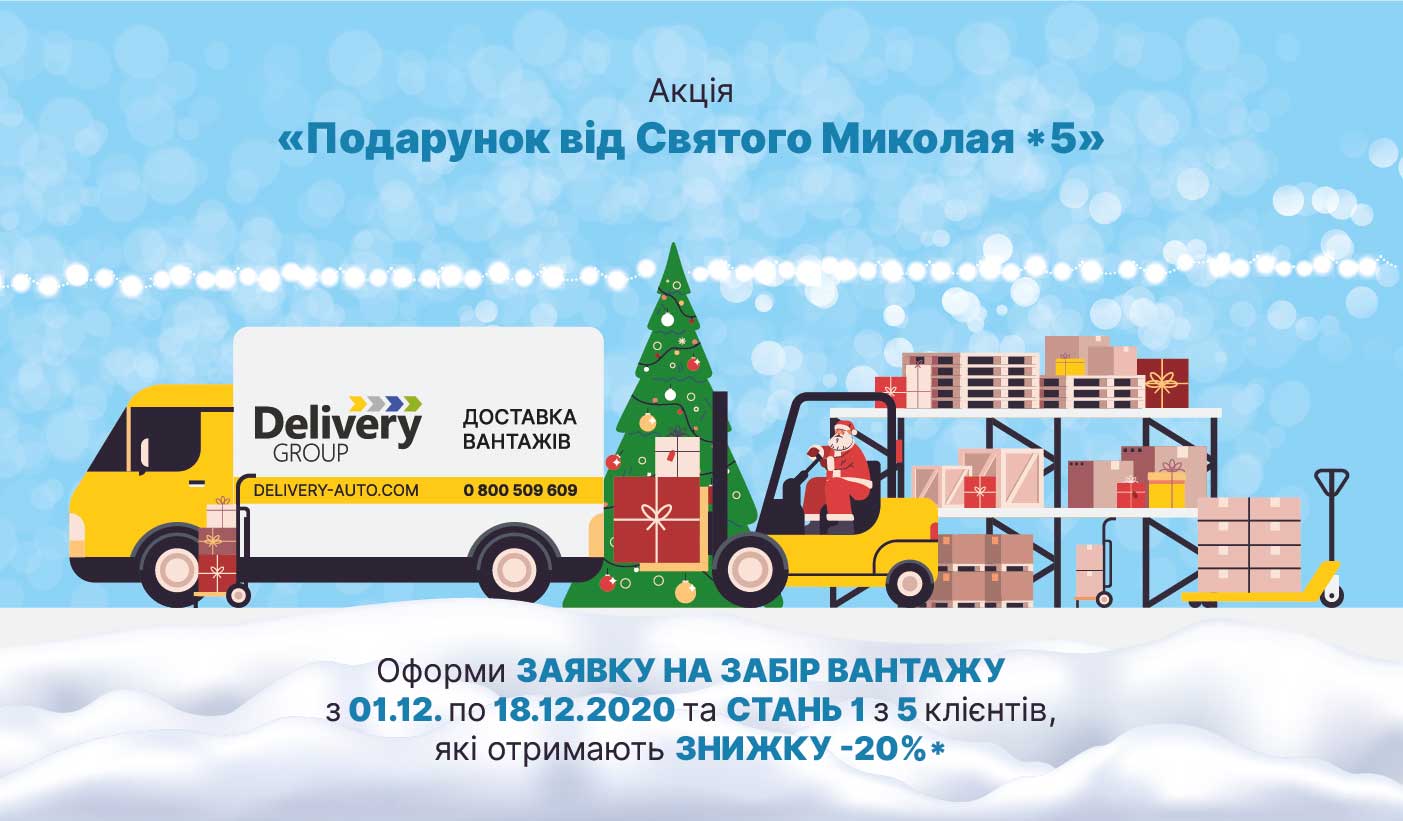 Акція
«Подарунок від Святого Миколая *5»
Delivery
GROUP
ДОСТАВКА
ВАНТАЖІВ
DELIVERY-AUTO.COM 0 800 509 609
Оформи ЗАЯВКУ НА ЗАБІР ВАНТАЖУ
з 01.12. по 18.12.2020 та СТАНЬ 1 з 5 клієнтів,
які отримають ЗНИЖКУ -20%*